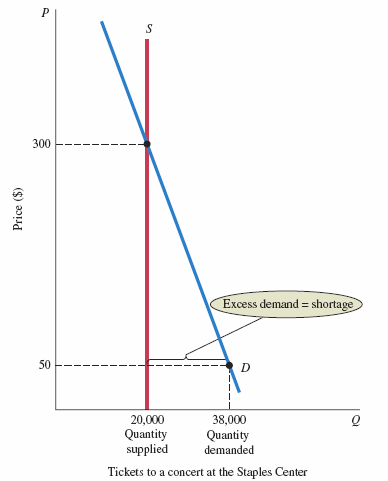 P
S
300
Price ($)
Excess demand = shortage
50
D
20,000
Quantity
supplied
38,000
Quantity
demanded
Q
Tickets to a concert at the Staples Center